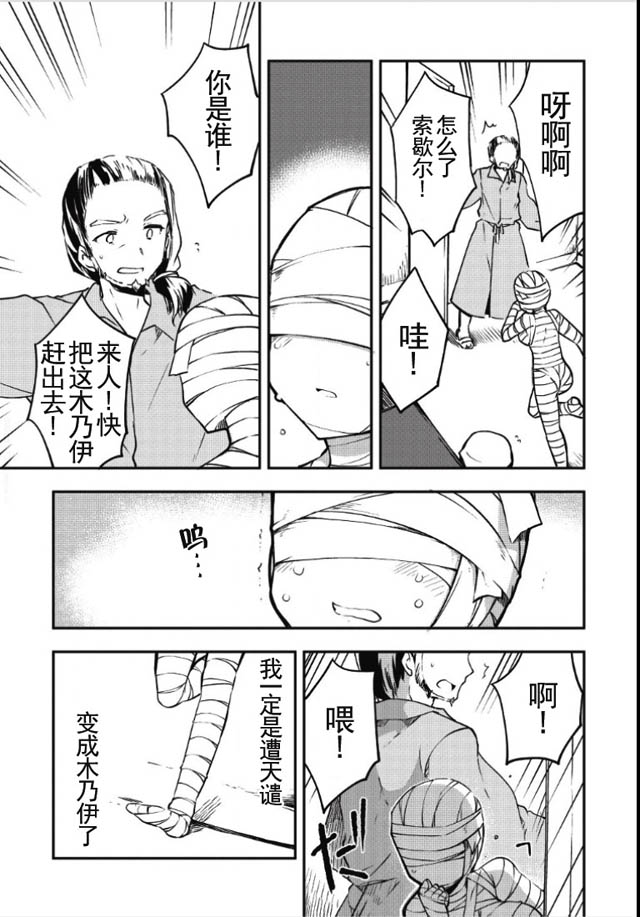 呀啊啊
怎么了
索歇尔！
哇！
你是谁！
来人！快
把这木乃伊
赶出去！
呜…
啊！
喂！
だっ
我一定是遭天谴
变成木乃伊了